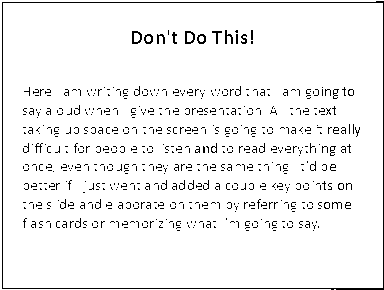 Don't Do This!
Here I am writing down every word that I am going to
say aloud when I give the presentation. All the text
taking up space on the screen is going to make it really
difficult for people to listen and to read everything at
once, even though they are the same thing. It'd be
better if I just went and added a couple key points on
the slide and elaborate on them by referring to some
flash cards or memorizing what I'm going to say.